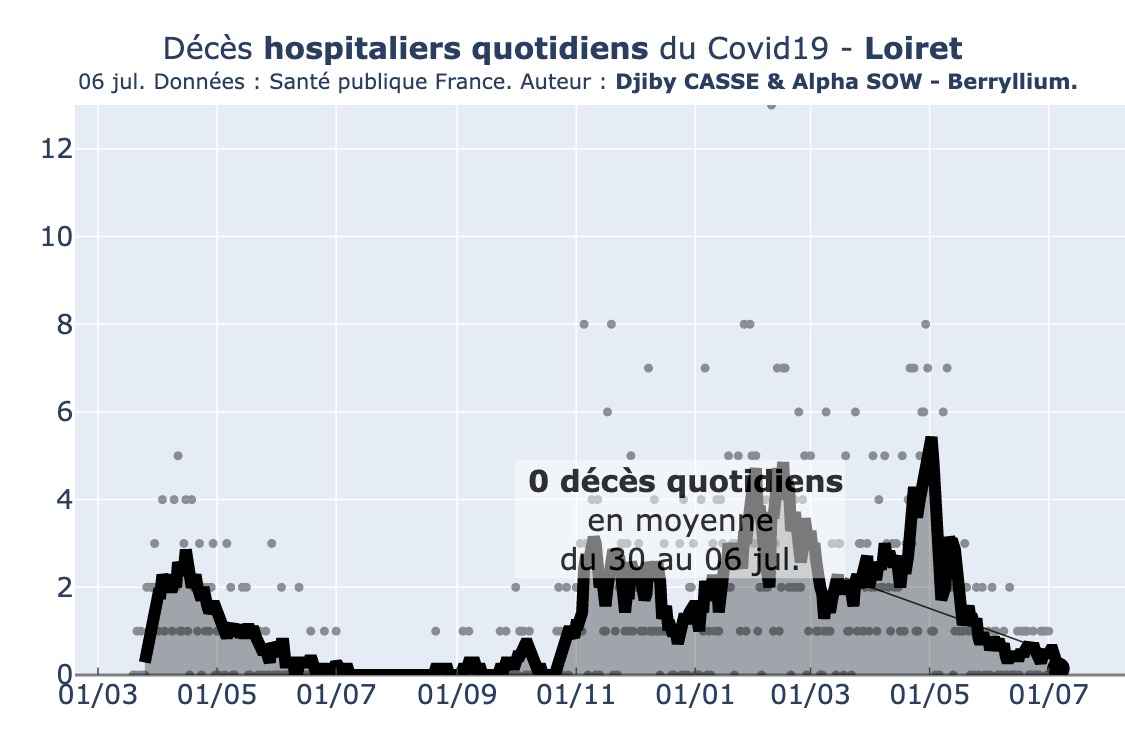 Décès hospitaliers quotidiens du Covid19 - Loiret
06 jul. Données : Santé publique France. Auteur : Djiby CASSE & Alpha SOW - Berryllium.
12
10
8
6
4
2
0
0 décès quotidiens
en moyenne
du 30 au 06 jul.
01/03 01/05 01/07 01/09 01/11 01/01 01/03 01/05 01/07